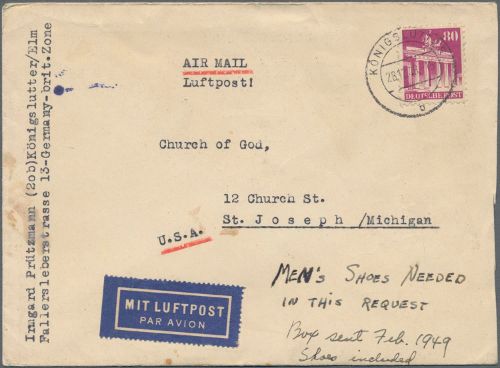 Irmgard Prützmann (20b)Königslutter/Elm
Fallersleberstrasse 13-Germany-brit.Zone
AIR MAIL
Luftpost!
80
DEUTSCHE POST
Church of God,
12 Church St.
St. Joseph /Michigan
U.S.A.
MIT LUFTPOST
PAR AVION
MEN'S SHOES NEEDED
IN THIS REQUEST
Box sent Feb. 1949
Shoes included